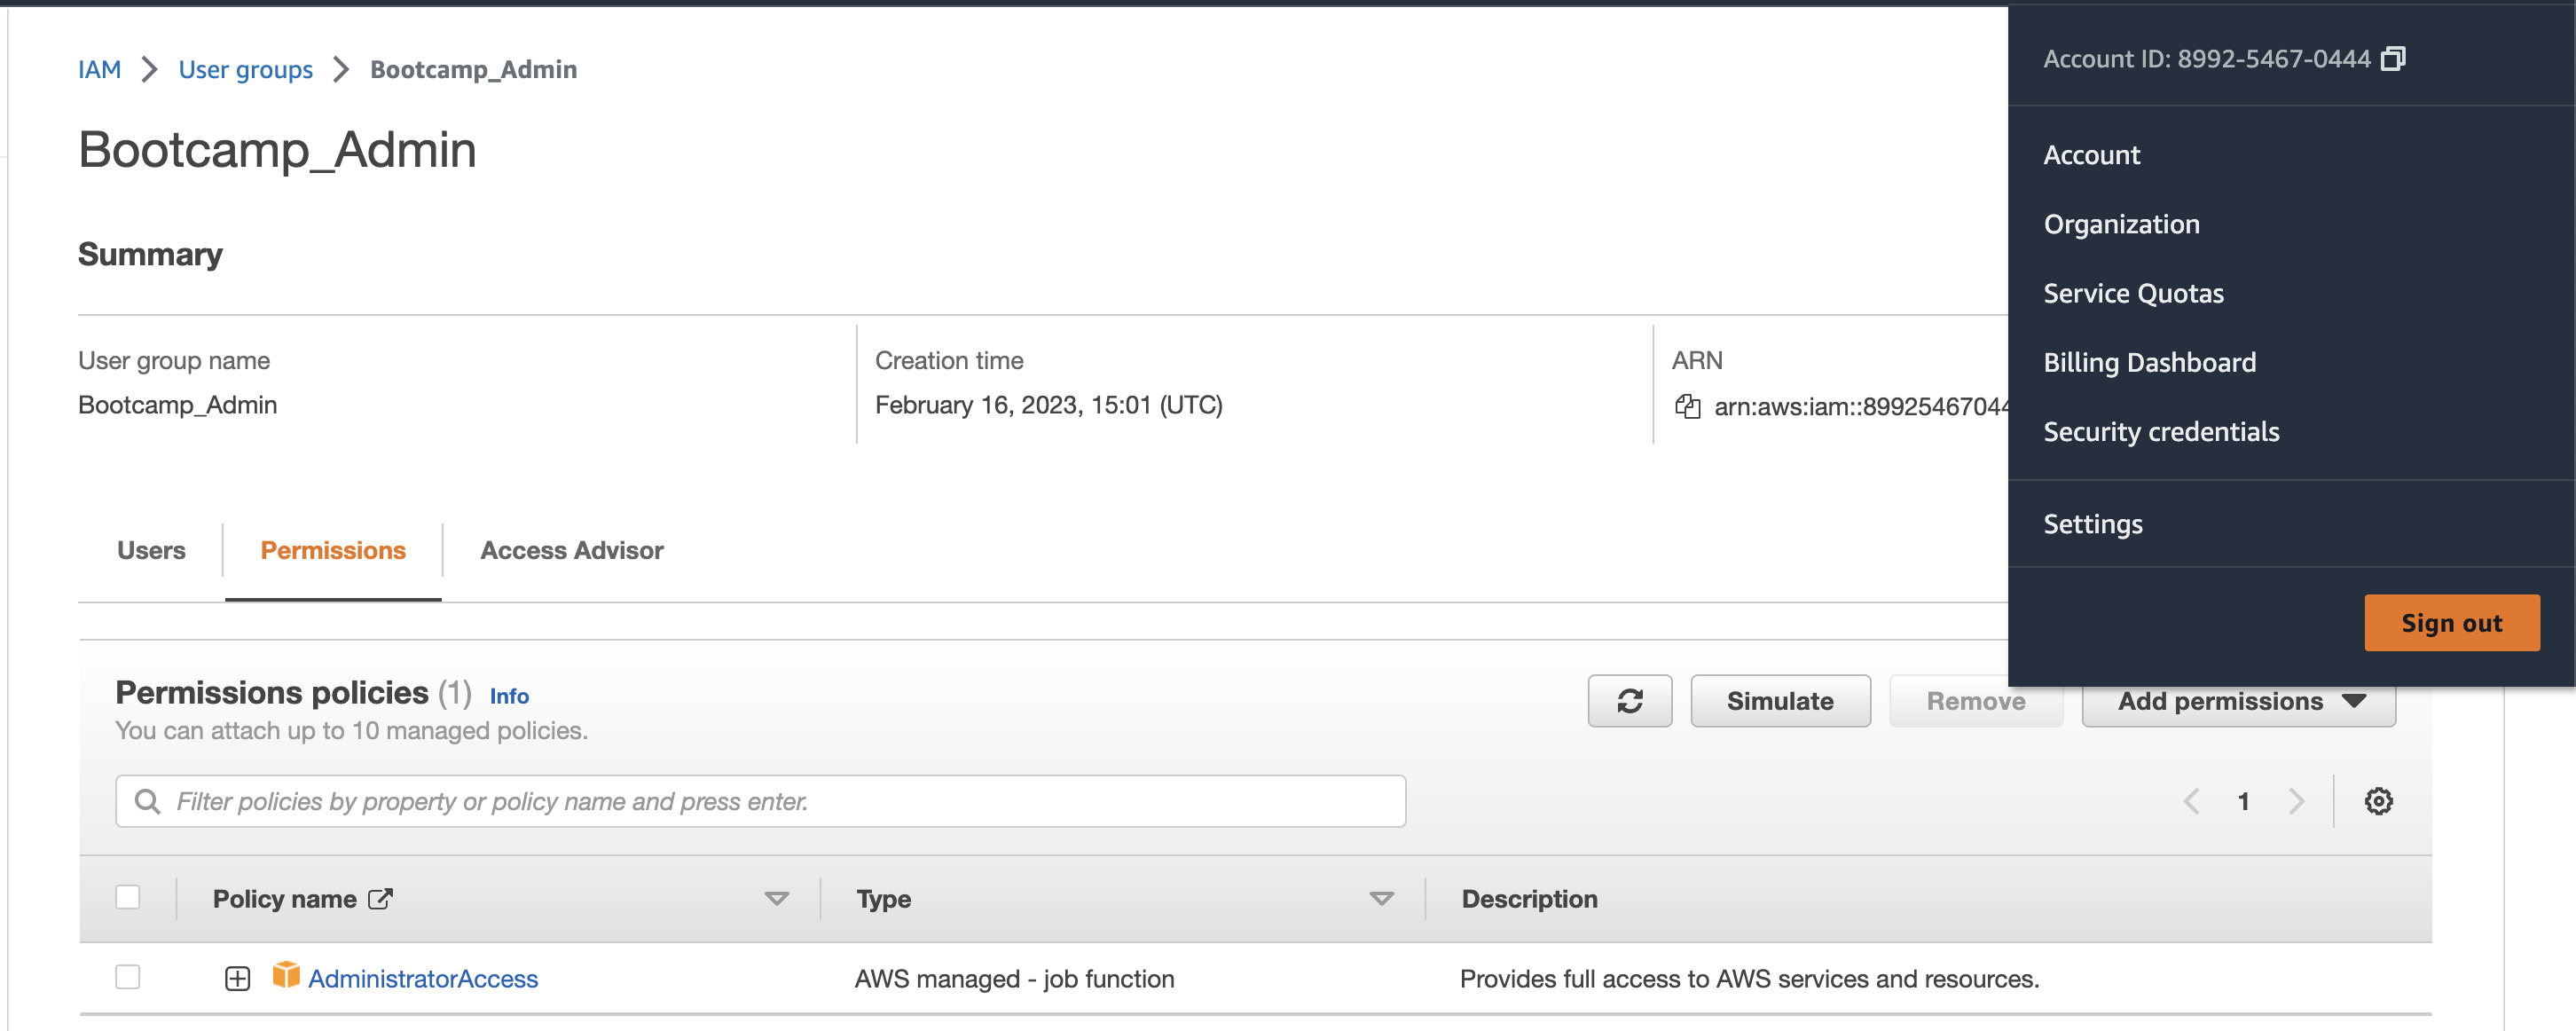 IAM > User groups > Bootcamp_Admin
Bootcamp_Admin
Summary
User group name
Bootcamp_Admin
Creation time
February 16, 2023, 15:01 (UTC)
ARN
arn:aws:iam::89925467044
Users
Permissions
Access Advisor
Permissions policies (1) Info
You can attach up to 10 managed policies.
Simulate
Remove
Add permissions
Filter policies by property or policy name and press enter.
1
Policy name
Type
Description
AdministratorAccess
AWS managed - job function
Provides full access to AWS services and resources.
Account ID: 8992-5467-0444
Account
Organization
Service Quotas
Billing Dashboard
Security credentials
Settings
Sign out